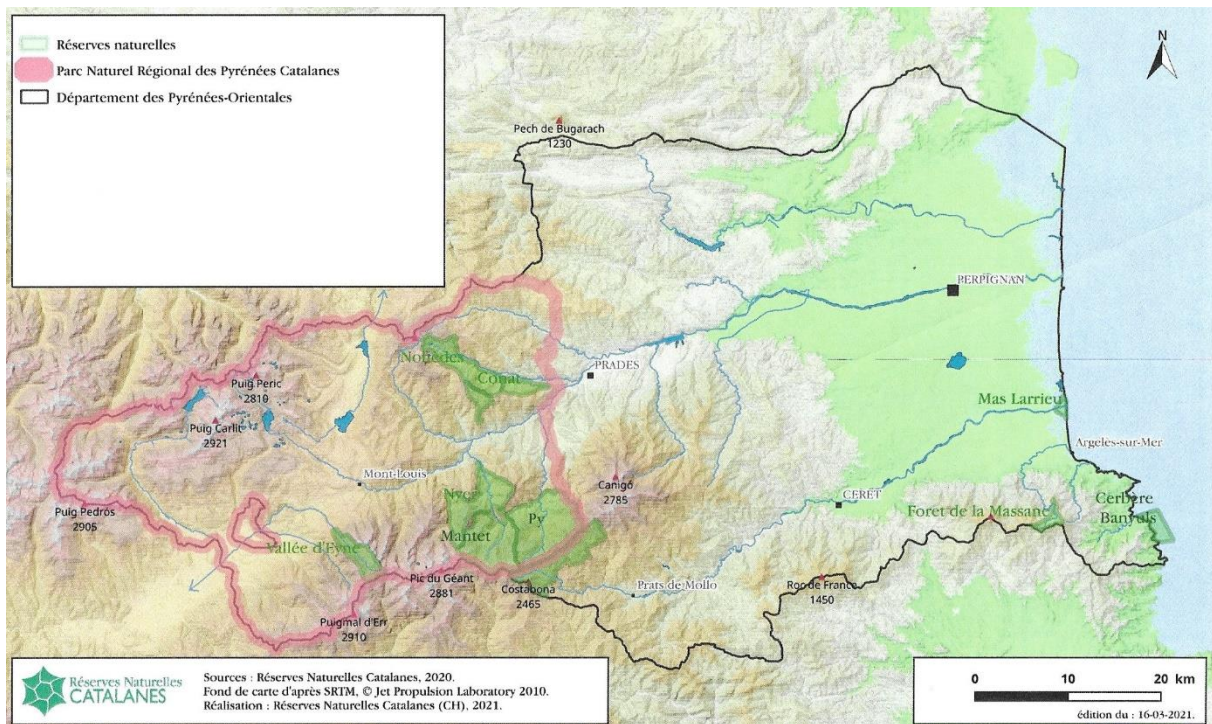 Réserves naturelles
Parc Naturel Régional des Pyrénées Catalanes
Département des Pyrénées-Orientales
N
Pech de Bugarach
1230
PERPIGNAN
Nohèdes
Conat
PRADES
Puig Peric
2810
Puig Carlit
2921
Mas Larrieu
Argelès-sur-Mer
Mont-Louis
Canigó
2785
Nyer
CERET
Cerbère
Banyuls
Puig Pedrós
2905
Py
Foret de la Massane
Mantet
Vallée d'Eyne
Pic du Géant
2881
Costabona
2465
Prats de Mollo
Roc de France
1450
Puigmal d'Err
2910
Réserves Naturelles
CATALANES
Sources : Réserves Naturelles Catalanes, 2020.
Fond de carte d'après SRTM, © Jet Propulsion Laboratory 2010.
Réalisation : Réserves Naturelles Catalanes (CH), 2021.
0 10 20 km
édition du : 16-03-2021.